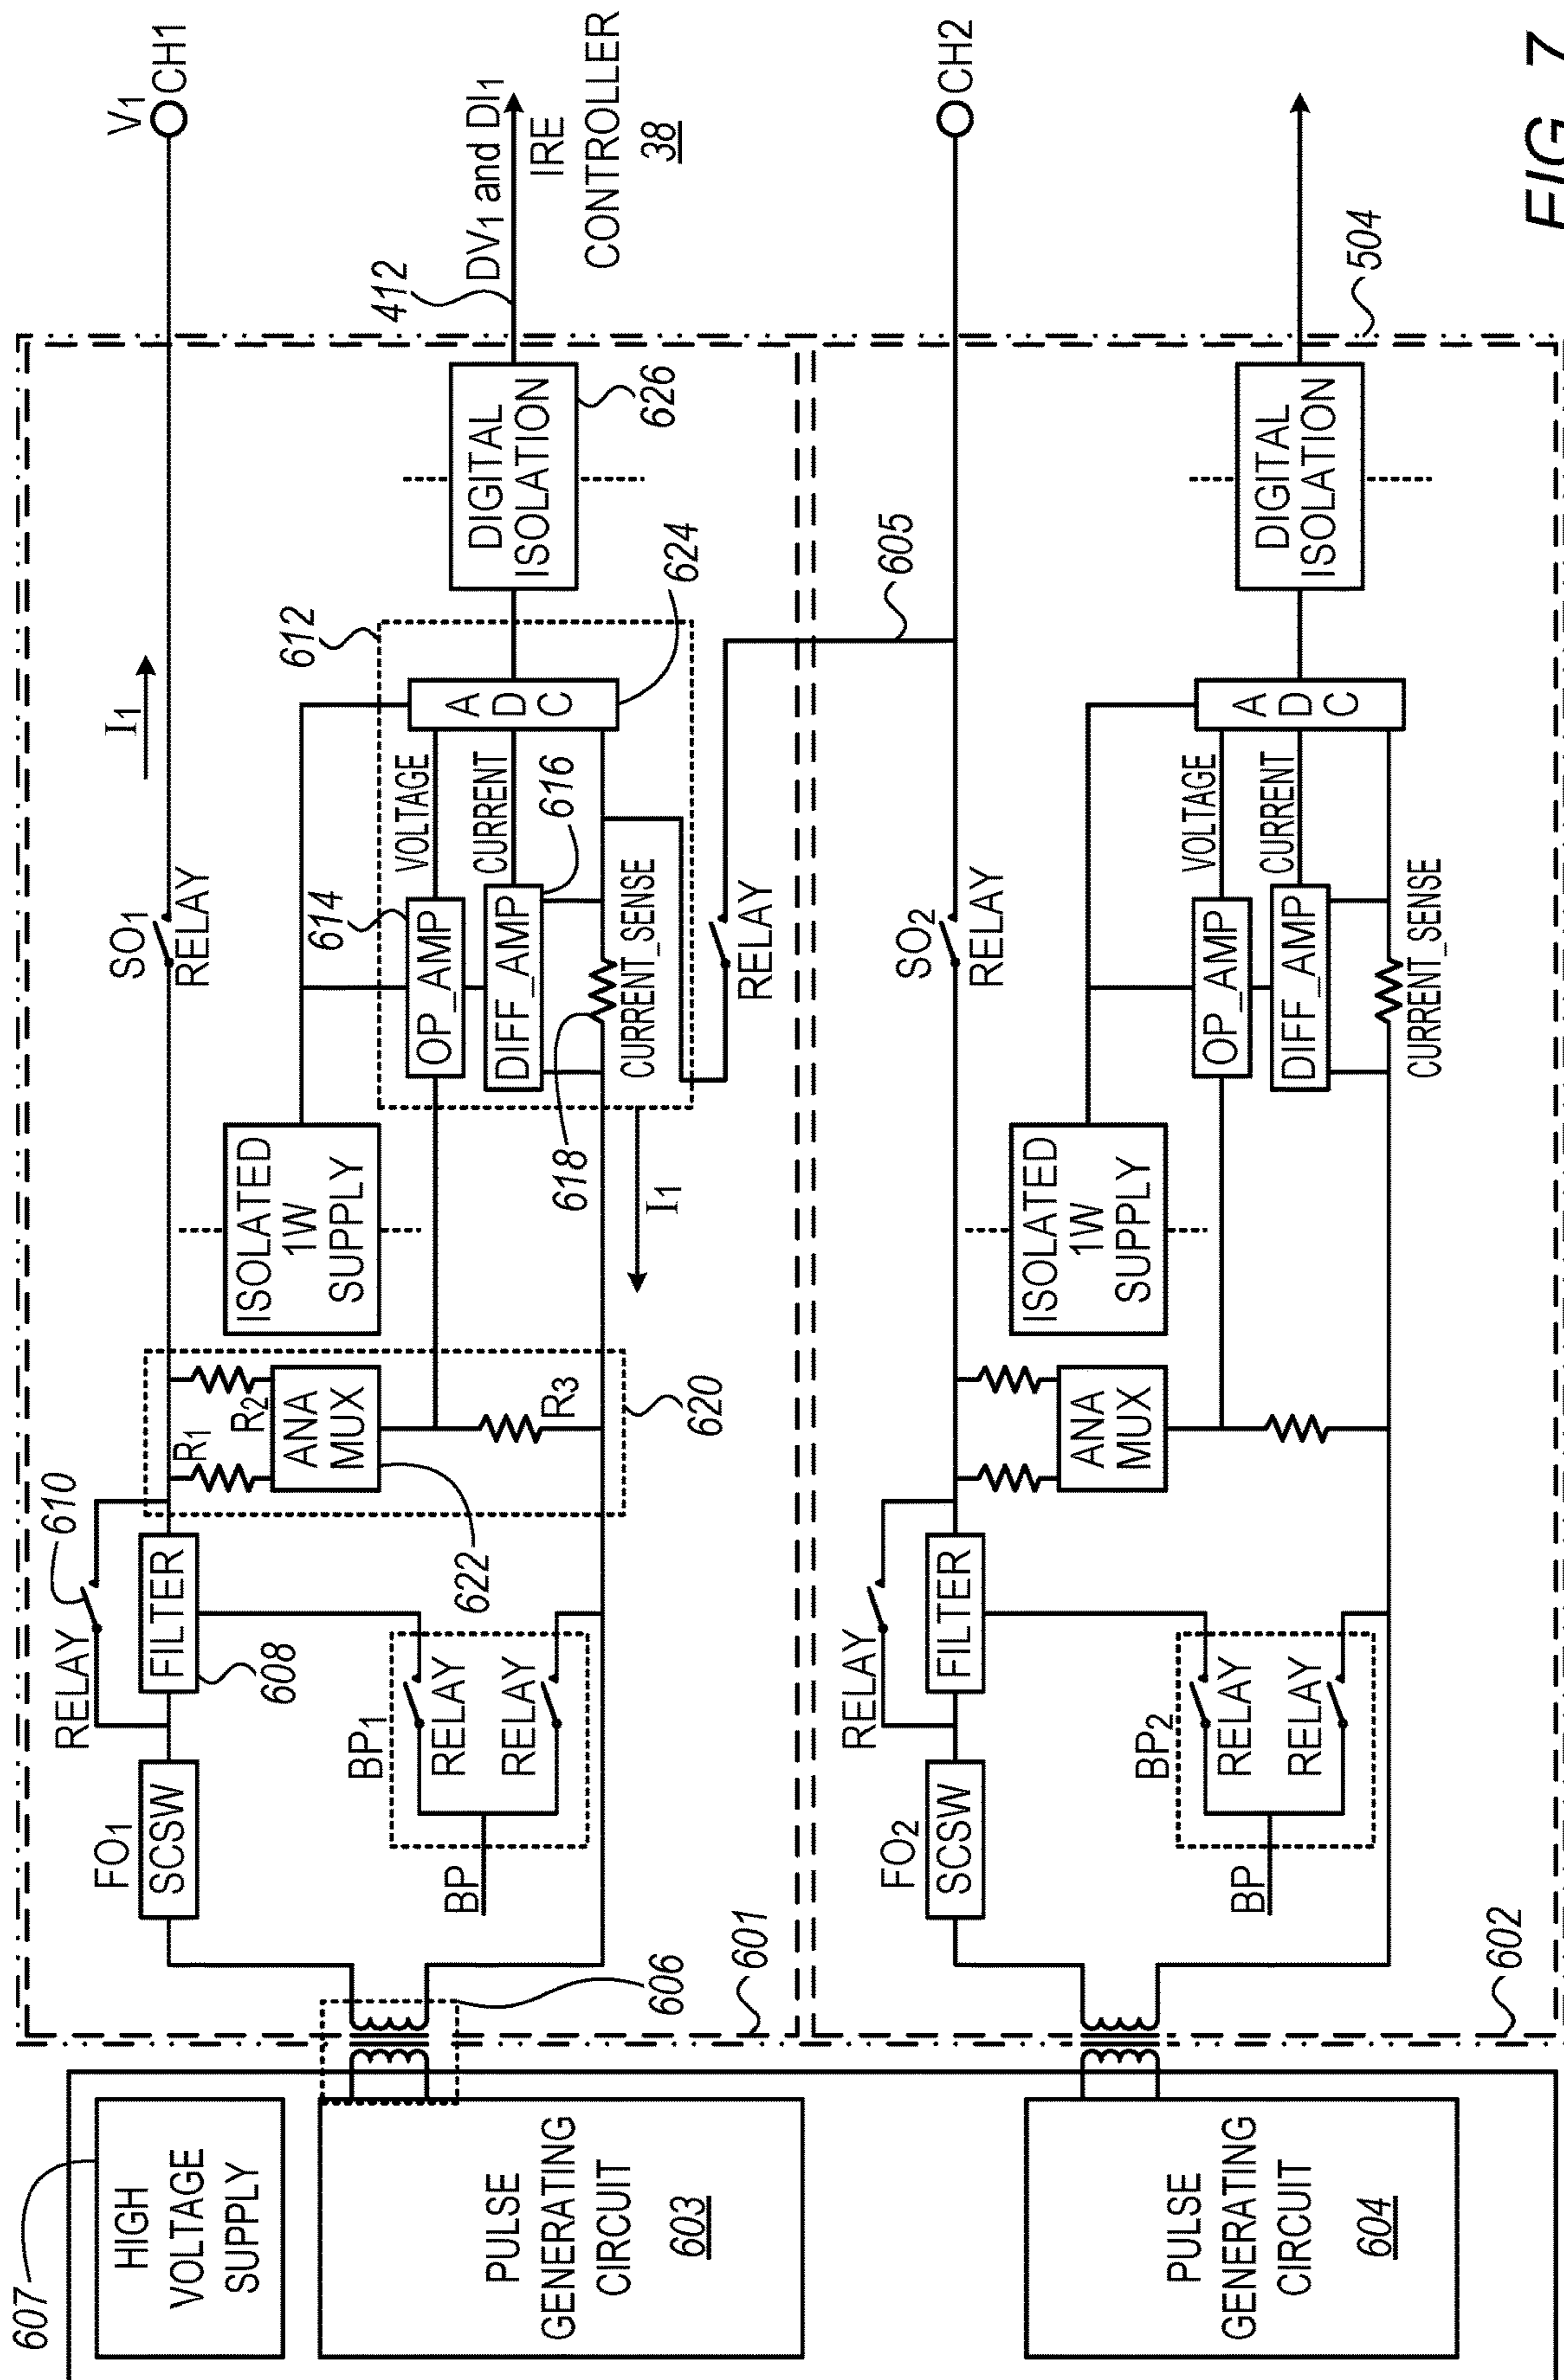 607
HIGH
VOLTAGE
SUPPLY
PULSE
GENERATING
CIRCUIT
603
PULSE
GENERATING
CIRCUIT
604
606
601
602
FO1
SCSW
RELAY
610
FILTER
608
BP1
RELAY
RELAY
BP
R1
R2
ANA
MUX
622
R3
620
ISOLATED
1W
SUPPLY
SO1
RELAY
I1
V1
CH1
612
614
OP_AMP
VOLTAGE
DIFF_AMP
CURRENT
616
618
CURRENT_SENSE
I1
RELAY
A
D
C
624
DIGITAL
ISOLATION
626
412
DV1 and DI1
IRE
CONTROLLER
38
605
FO2
SCSW
RELAY
FILTER
BP2
RELAY
RELAY
BP
ANA
MUX
ISOLATED
1W
SUPPLY
SO2
RELAY
CH2
OP_AMP
VOLTAGE
DIFF_AMP
CURRENT
CURRENT_SENSE
A
D
C
DIGITAL
ISOLATION
504
FIG. 7